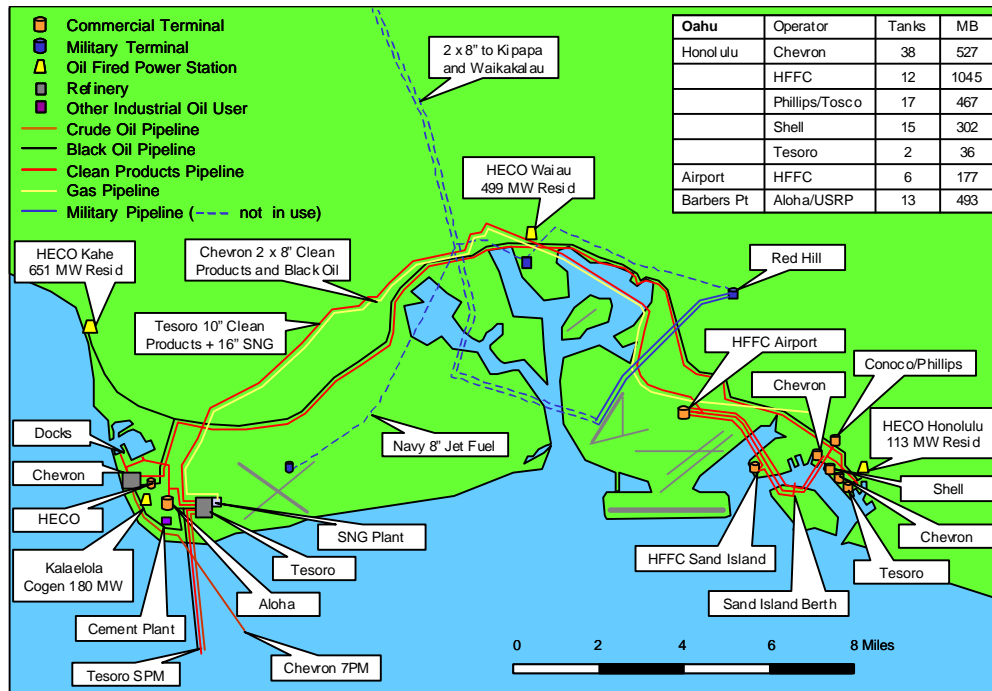 Commercial Terminal
Military Terminal
Oil Fired Power Station
Refinery
Other Industrial Oil User
Crude Oil Pipeline
Black Oil Pipeline
Clean Products Pipeline
Gas Pipeline
Military Pipeline (---- not in use)
2 x 8” to Kipapa
and Waikakalau
Oahu Operator Tanks MB
Honolulu Chevron 38 527
HFFC 12 1045
Phillips/Tosco 17 467
Shell 15 302
Tesoro 2 36
Airport HFFC 6 177
Barbers Pt Aloha/USRP 13 493
HECO Waiau
499 MW Resid
HECO Kahe
651 MW Resid
Chevron 2 x 8” Clean
Products and Black Oil
Red Hill
Tesoro 10” Clean
Products + 16” SNG
HFFC Airport
Conoco/Phillips
Chevron
HECO Honolulu
113 MW Resid
Docks
Navy 8” Jet Fuel
Chevron
Shell
HECO
SNG Plant
Chevron
Kalaelola
Cogen 180 MW
Tesoro
HFFC Sand Island
Tesoro
Aloha
Sand Island Berth
Cement Plant
Chevron 7PM
Tesoro SPM
0 2 4 6 8 Miles